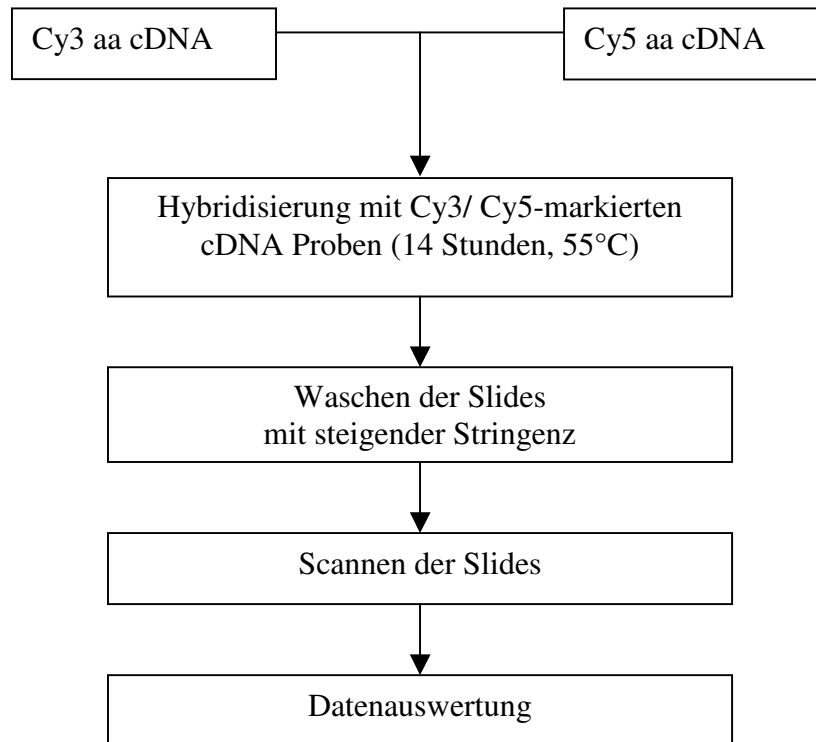 Cy3 aa cDNA
Cy5 aa cDNA
Hybridisierung mit Cy3/ Cy5-markierten
cDNA Proben (14 Stunden, 55°C)
Waschen der Slides
mit steigender Stringenz
Scannen der Slides
Datenauswertung